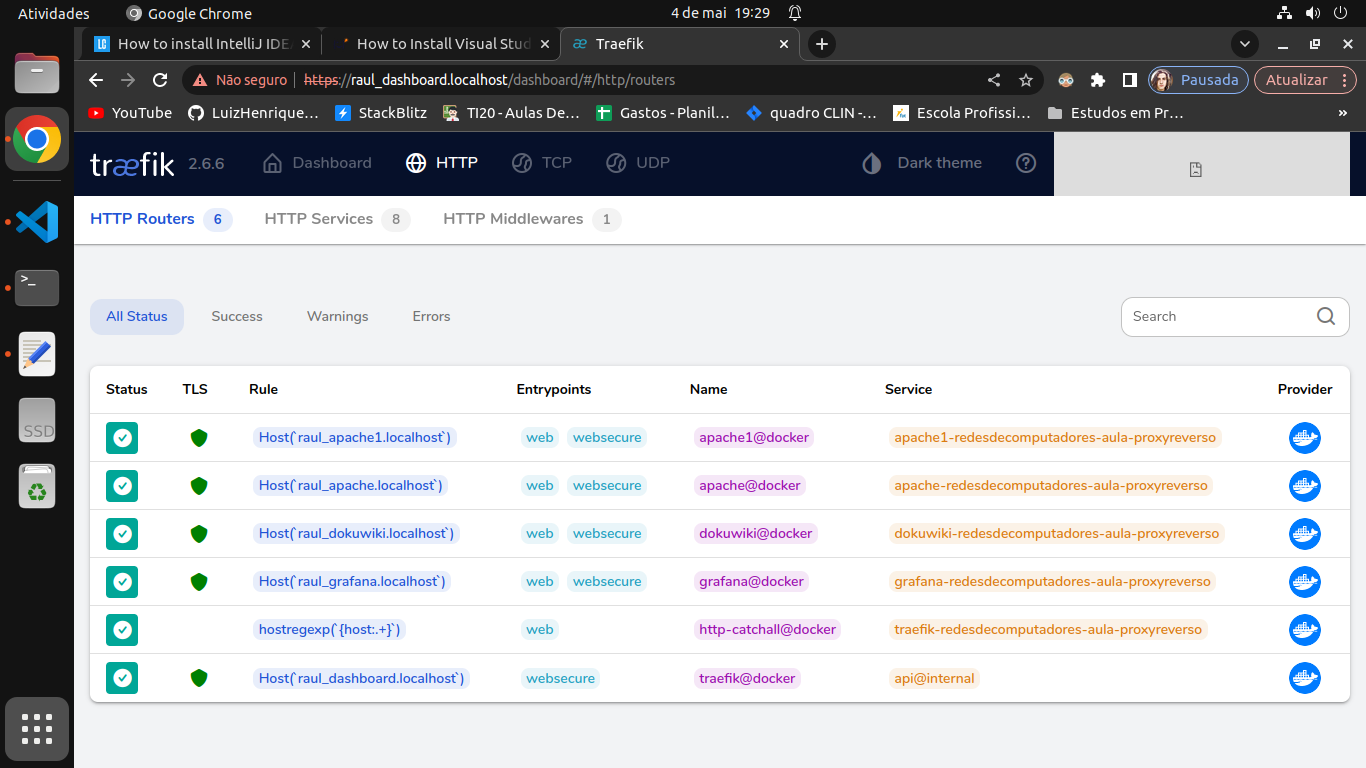 Atividades Google Chrome 4 de mai 19:29
How to install IntelliJ IDEA How to Install Visual Stud Traefik
Não seguro https://raul_dashboard.localhost/dashboard/#/http/routers Pausada Atualizar
YouTube LuizHenrique... StackBlitz TI20 - Aulas De... Gastos - Planil... quadro CLIN -... Escola Profissi... Estudos em Pr... »
træfik 2.6.6 Dashboard HTTP TCP UDP Dark theme
HTTP Routers 6 HTTP Services 8 HTTP Middlewares 1
All Status Success Warnings Errors Search
Status TLS Rule Entrypoints Name Service Provider
Host(`raul_apache1.localhost`) web websecure apache1@docker apache1-redesdecomputadores-aula-proxyreverso
Host(`raul_apache.localhost`) web websecure apache@docker apache-redesdecomputadores-aula-proxyreverso
Host(`raul_dokuwiki.localhost`) web websecure dokuwiki@docker dokuwiki-redesdecomputadores-aula-proxyreverso
Host(`raul_grafana.localhost`) web websecure grafana@docker grafana-redesdecomputadores-aula-proxyreverso
hostregexp(`{host:.+}`) web http-catchall@docker traefik-redesdecomputadores-aula-proxyreverso
Host(`raul_dashboard.localhost`) websecure traefik@docker api@internal
SSD